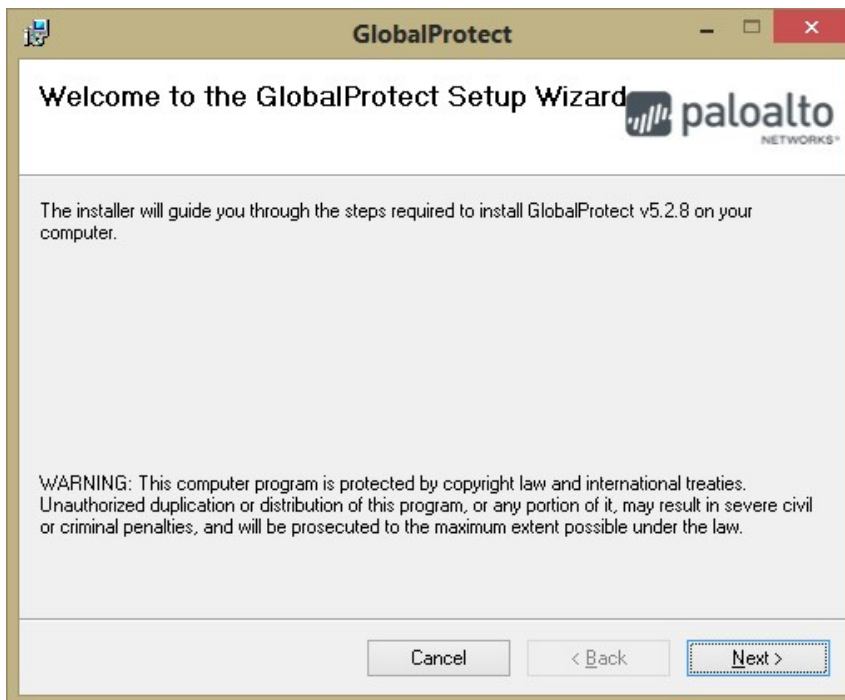 GlobalProtect
Welcome to the GlobalProtect Setup Wizard
paloalto
NETWORKS
The installer will guide you through the steps required to install GlobalProtect v5.2.8 on your
computer.
WARNING: This computer program is protected by copyright law and international treaties.
Unauthorized duplication or distribution of this program, or any portion of it, may result in severe civil
or criminal penalties, and will be prosecuted to the maximum extent possible under the law.
Cancel
< Back
Next >